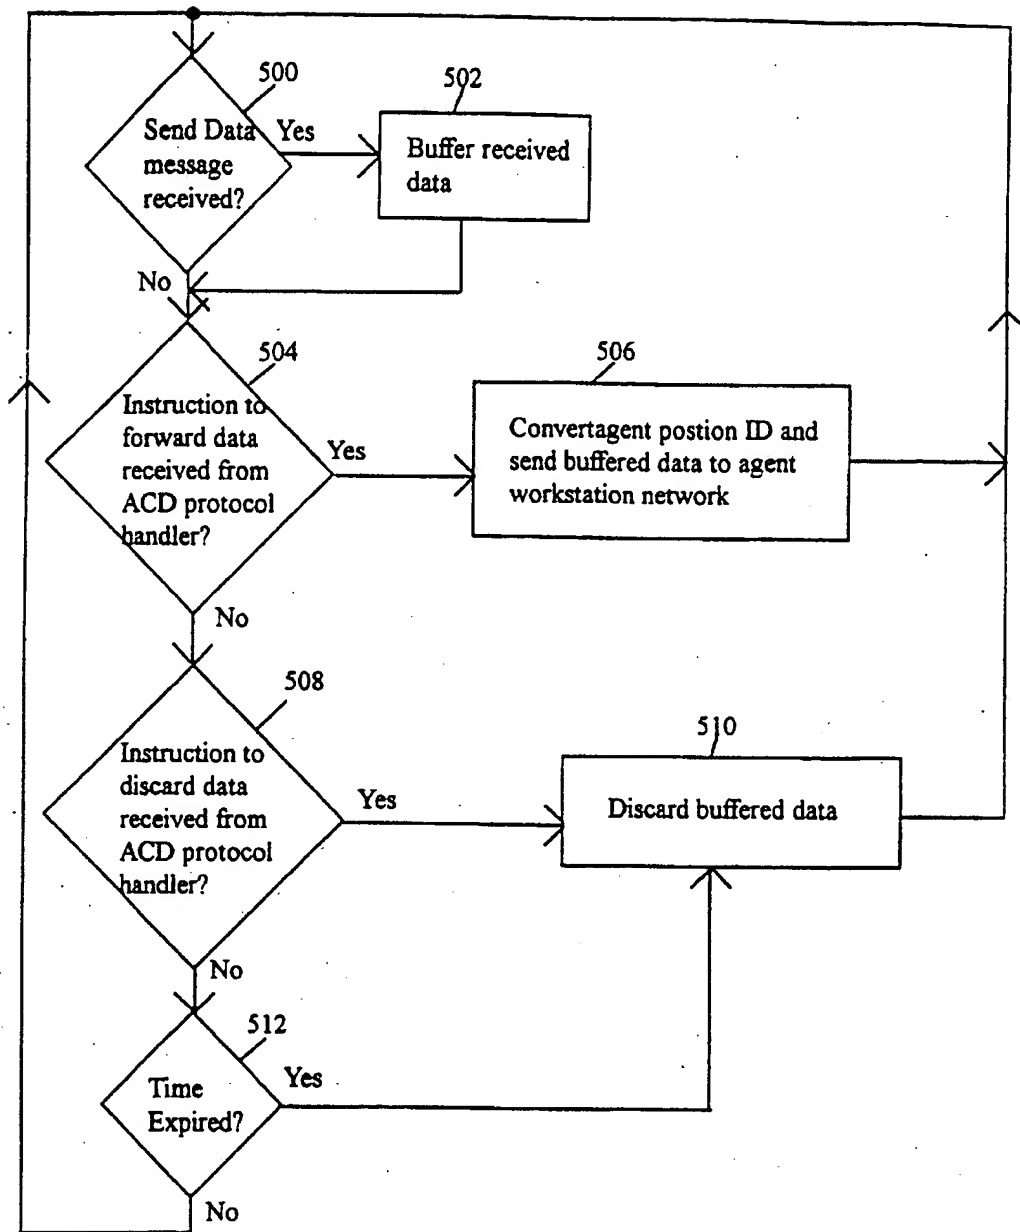 500
Send Data
message
received?
Yes
502
Buffer received
data
No
504
Instruction to
forward data
received from
ACD protocol
handler?
Yes
506
Convertagent postion ID and
send buffered data to agent
workstation network
No
508
Instruction to
discard data
received from
ACD protocol
handler?
Yes
510
Discard buffered data
No
512
Time
Expired?
Yes
No